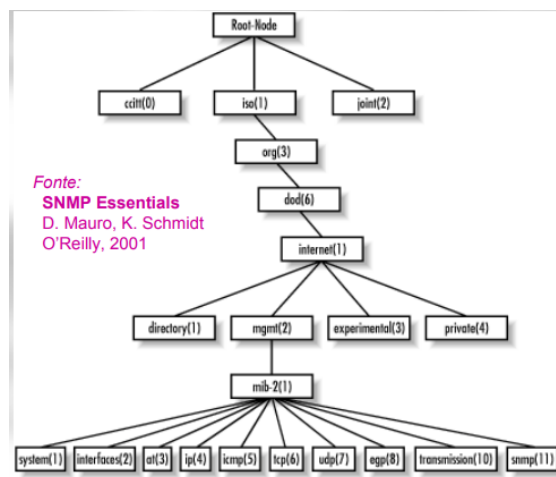 Root-Node
ccitt(0) iso(1) joint(2)
org(3)
Fonte:
SNMP Essentials
D. Mauro, K. Schmidt
O'Reilly, 2001
dod(6)
internet(1)
directory(1) mgmt(2) experimental(3) private(4)
mib-2(1)
system(1) interfaces(2) at(3) ip(4) icmp(5) tcp(6) udp(7) egp(8) transmission(10) snmp(11)